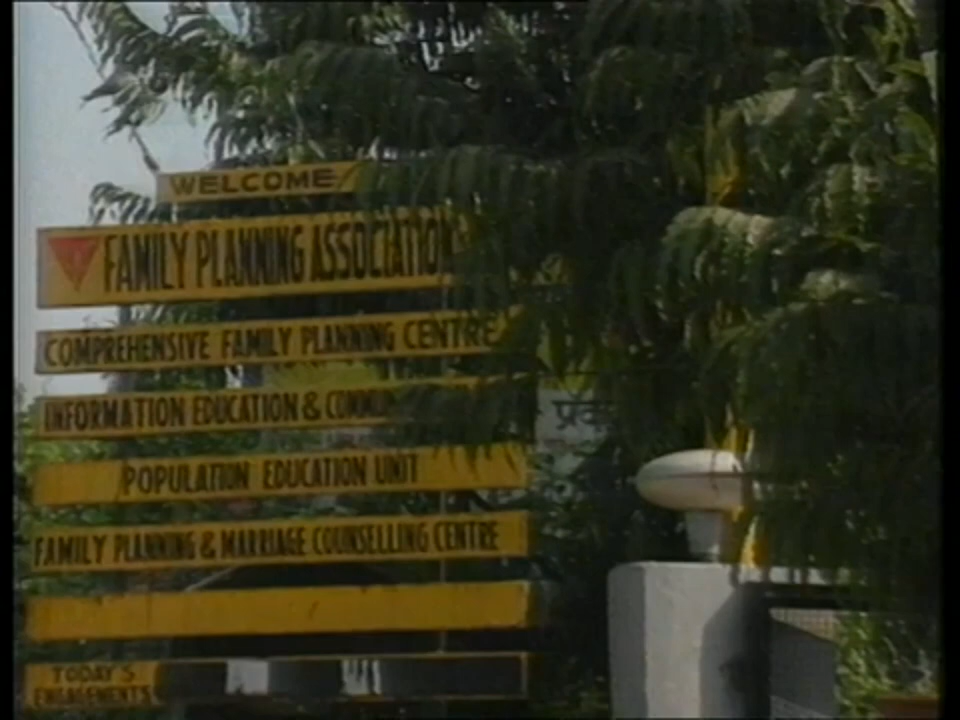 WELCOME
FAMILY PLANNING ASSOCIATION
COMPREHENSIVE FAMILY PLANNING CENTRE
INFORMATION EDUCATION &
POPULATION EDUCATION UNIT
FAMILY PLANNING & MARRIAGE COUNSELLING CENTRE
TODAY'S
ENGAGEMENTS